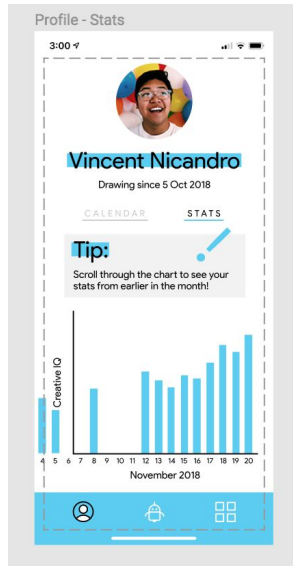 Profile - Stats
3:00
Vincent Nicandro
Drawing since 5 Oct 2018
CALENDAR STATS
Tip:
Scroll through the chart to see your
stats from earlier in the month!
Creative IQ
4 5 6 7 8 9 10 11 12 13 14 15 16 17 18 19 20
November 2018